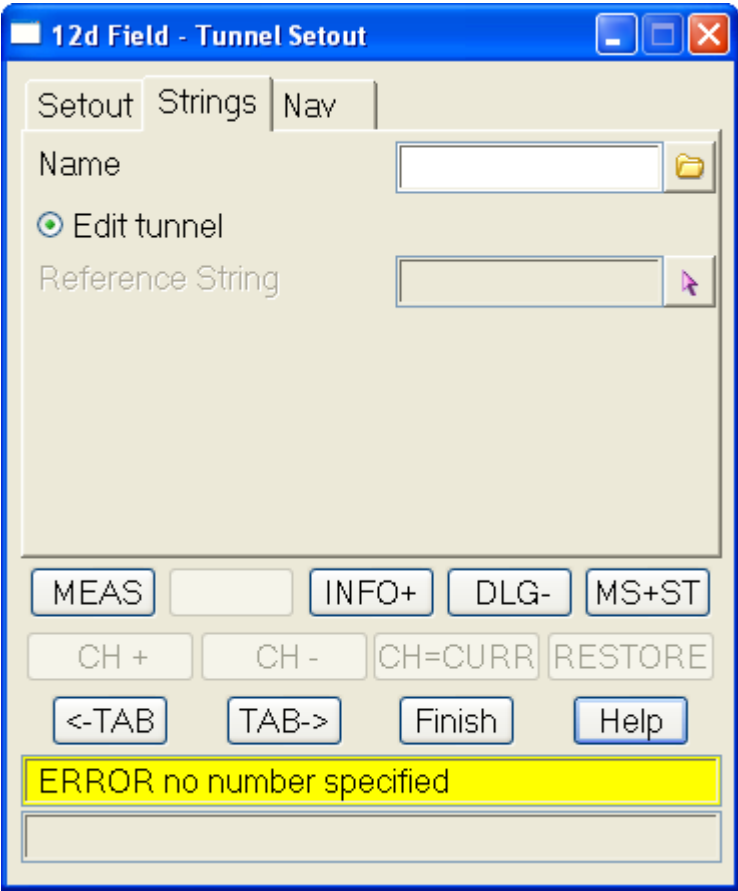 12d Field - Tunnel Setout
Setout Strings Nav
Name
Edit tunnel
Reference String
MEAS INFO+ DLG- MS+ST
CH + CH - CH=CURR RESTORE
<-TAB TAB-> Finish Help
ERROR no number specified